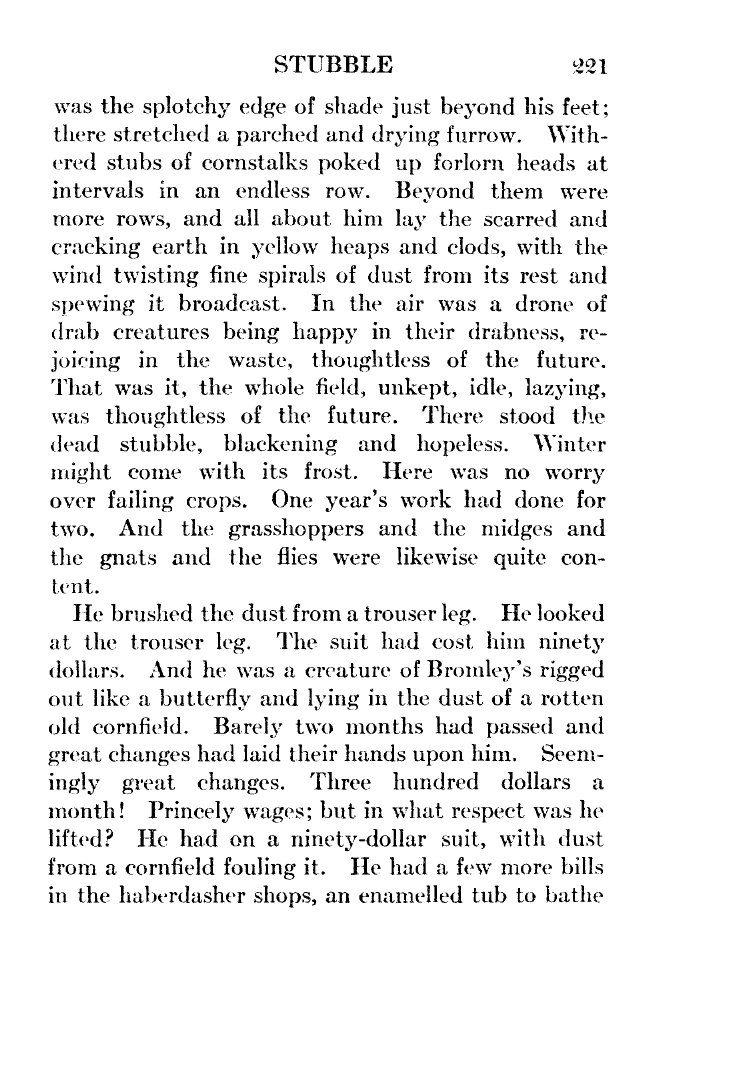 STUBBLE 221
was the splotchy edge of shade just beyond his feet;
there stretched a parched and drying furrow. With-
ered stubs of cornstalks poked up forlorn heads at
intervals in an endless row. Beyond them were
more rows, and all about him lay the scarred and
cracking earth in yellow heaps and clods, with the
wind twisting fine spirals of dust from its rest and
spewing it broadcast. In the air was a drone of
drab creatures being happy in their drabness, re-
joicing in the waste, thoughtless of the future.
That was it, the whole field, unkept, idle, lazying,
was thoughtless of the future. There stood the
dead stubble, blackening and hopeless. Winter
might come with its frost. Here was no worry
over failing crops. One year's work had done for
two. And the grasshoppers and the midges and
the gnats and the flies were likewise quite con-
tent.
He brushed the dust from a trouser leg. He looked
at the trouser leg. The suit had cost him ninety
dollars. And he was a creature of Bromley's rigged
out like a butterfly and lying in the dust of a rotten
old cornfield. Barely two months had passed and
great changes had laid their hands upon him. Seem-
ingly great changes. Three hundred dollars a
month! Princely wages; but in what respect was he
lifted? He had on a ninety-dollar suit, with dust
from a cornfield fouling it. He had a few more bills
in the haberdasher shops, an enamelled tub to bathe